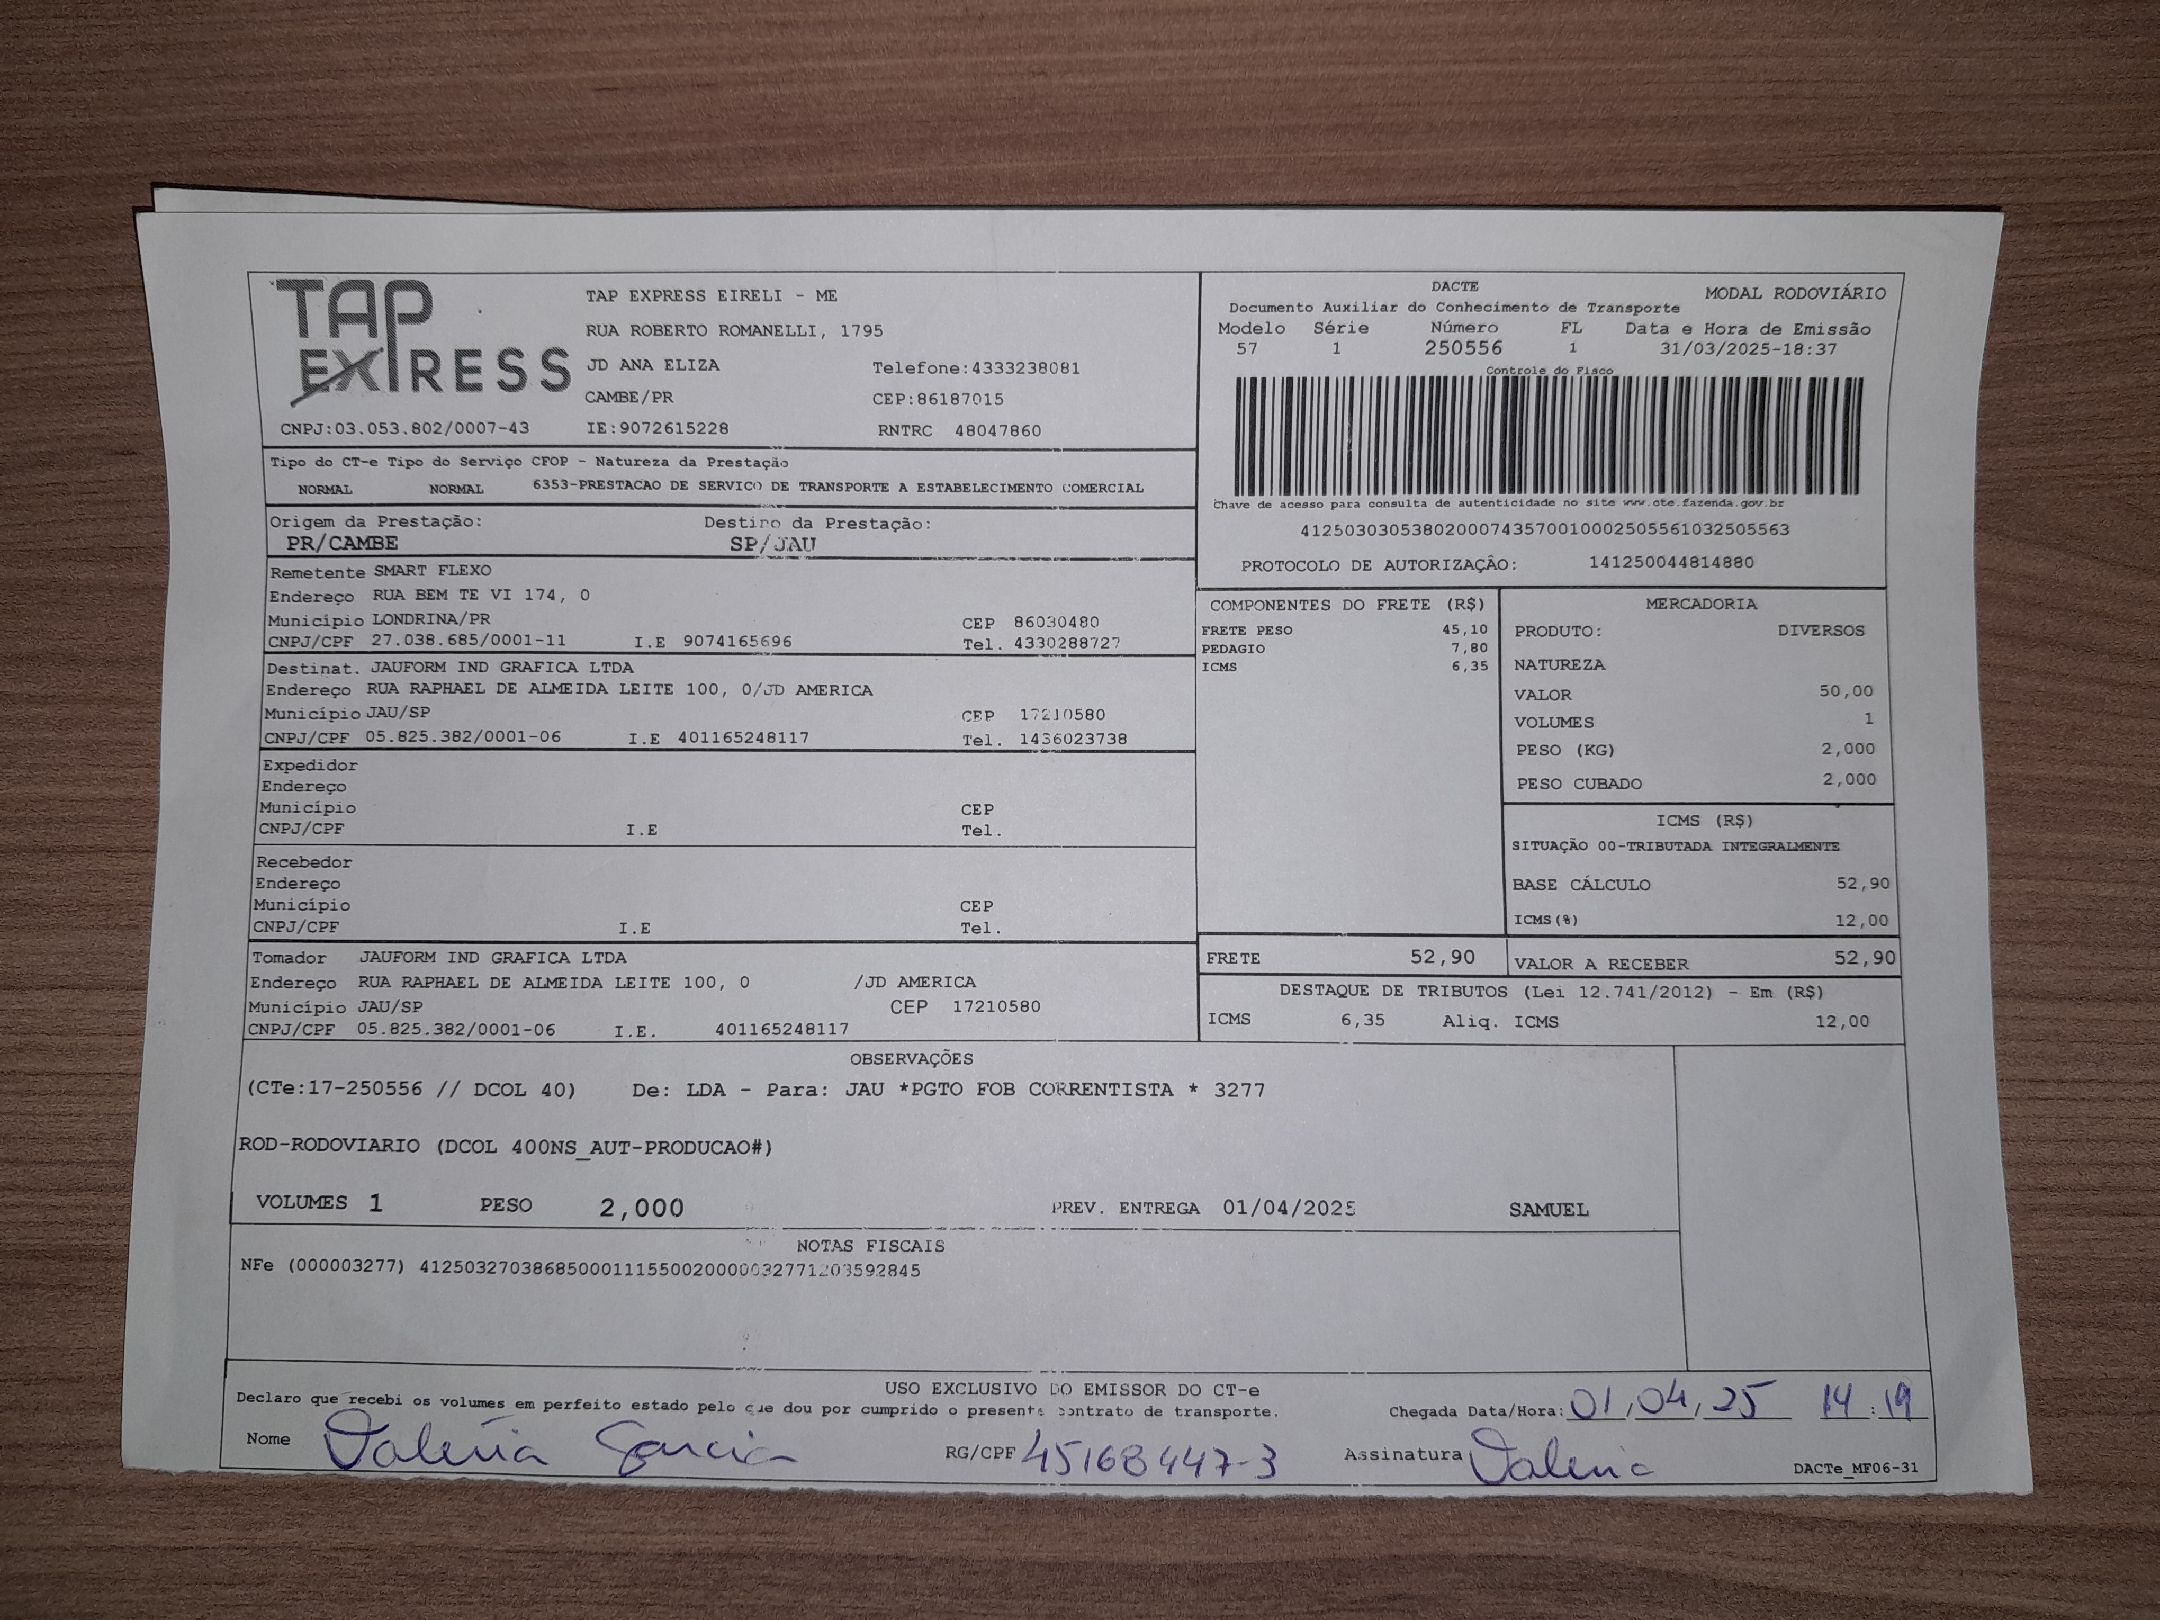 TAP
EXPRESS
TAP EXPRESS EIRELI - ME
RUA ROBERTO ROMANELLI, 1795
JD ANA ELIZA Telefone:4333238081
CAMBE/PR CEP:86187015
CNPJ:03.053.802/0007-43 IE:9072615228 RNTRC 48047860
Tipo do CT-e Tipo do Serviço CFOP - Natureza da Prestação
NORMAL NORMAL 6353-PRESTACAO DE SERVICO DE TRANSPORTE A ESTABELECIMENTO COMERCIAL
Origem da Prestação: Destino da Prestação:
PR/CAMBE SP/JAU
Remetente SMART FLEXO
Endereço RUA BEM TE VI 174, 0
Município LONDRINA/PR CEP 86030480
CNPJ/CPF 27.038.685/0001-11 I.E 9074165696 Tel. 4330288727
Destinat. JAUFORM IND GRAFICA LTDA
Endereço RUA RAPHAEL DE ALMEIDA LEITE 100, 0/JD AMERICA
Município JAU/SP CEP 17210580
CNPJ/CPF 05.825.382/0001-06 I.E 401165248117 Tel. 1436023738
Expedidor
Endereço
Município CEP
CNPJ/CPF I.E Tel.
Recebedor
Endereço
Município CEP
CNPJ/CPF I.E Tel.
Tomador JAUFORM IND GRAFICA LTDA
Endereço RUA RAPHAEL DE ALMEIDA LEITE 100, 0 /JD AMERICA
Município JAU/SP CEP 17210580
CNPJ/CPF 05.825.382/0001-06 I.E. 401165248117
DACTE
MODAL RODOVIÁRIO
Documento Auxiliar do Conhecimento de Transporte
Modelo Série Número FL Data e Hora de Emissão
57 1 250556 1 31/03/2025-18:37
Controle do Fisco
Chave de acesso para consulta de autenticidade no site www.cte.fazenda.gov.br
41250303053802000743570010002505561032505563
PROTOCOLO DE AUTORIZAÇÂO: 141250044814880
COMPONENTES DO FRETE (R$)
FRETE PESO 45,10
PEDAGIO 7,80
ICMS 6,35
MERCADORIA
PRODUTO: DIVERSOS
NATUREZA
VALOR 50,00
VOLUMES 1
PESO (KG) 2,000
PESO CUBADO 2,000
ICMS (R$)
SITUAÇÃO 00-TRIBUTADA INTEGRALMENTE
BASE CÁLCULO 52,90
ICMS(%) 12,00
FRETE 52,90 VALOR A RECEBER 52,90
DESTAQUE DE TRIBUTOS (Lei 12.741/2012) - Em (R$)
ICMS 6,35 Aliq. ICMS 12,00
OBSERVAÇÕES
(CTe:17-250556 // DCOL 40) De: LDA - Para: JAU *PGTO FOB CORRENTISTA * 3277
ROD-RODOVIARIO (DCOL 400NS_AUT-PRODUCAO#)
VOLUMES 1 PESO 2,000 PREV. ENTREGA 01/04/2025 SAMUEL
NOTAS FISCAIS
NFe (000003277) 41250327038685000111550020000032771203592845
USO EXCLUSIVO DO EMISSOR DO CT-e
Declaro que recebi os volumes em perfeito estado pelo que dou por cumprido o presente contrato de transporte.
Chegada Data/Hora: 01,04,25 14:19
Nome Valeria Garcia RG/CPF 45168447-3 Assinatura Valeria
DACTe_MF06-31